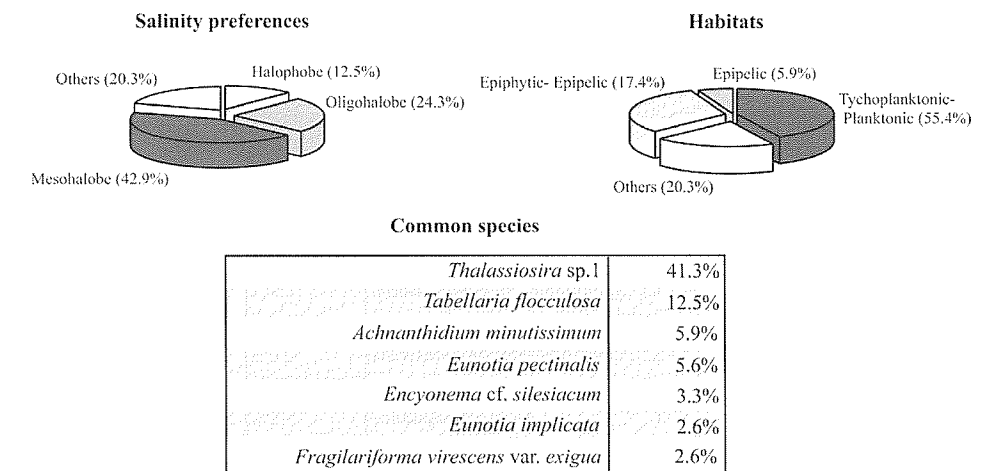 Salinity preferences
Habitats
Others (20.3%)
Halophobe (12.5%)
Oligohalobe (24.3%)
Mesohalobe (42.9%)
Epiphytic- Epipelic (17.4%)
Epipelic (5.9%)
Tychoplanktonic-
Planktonic (55.4%)
Others (20.3%)
Common species
Thalassiosira sp.1 41.3%
Tabellaria flocculosa 12.5%
Achnanthidium minutissimum 5.9%
Eunotia pectinalis 5.6%
Encyonema cf. silesiacum 3.3%
Eunotia implicata 2.6%
Fragilariforma virescens var. exigua 2.6%